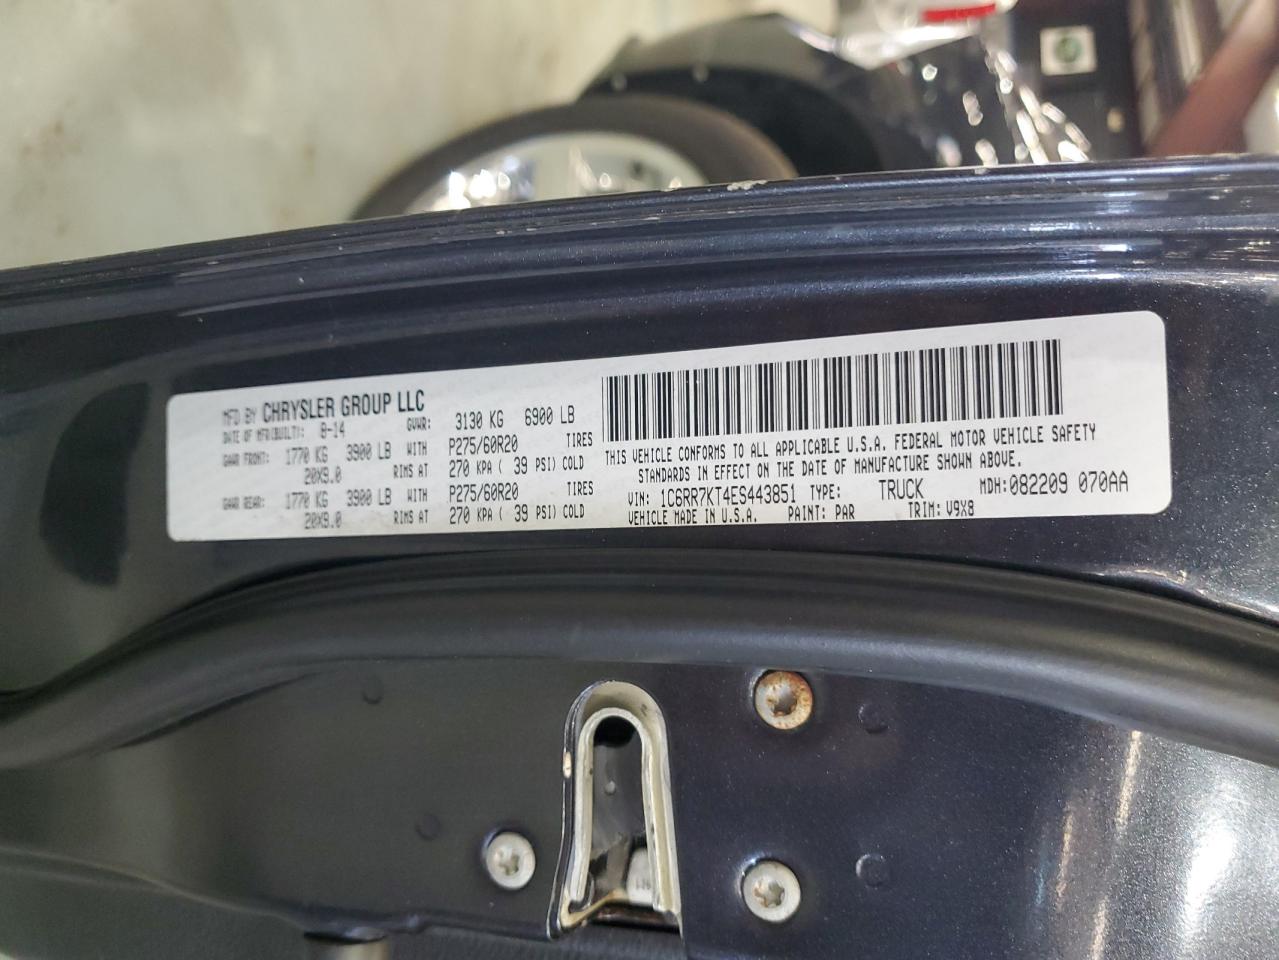 MFD BY CHRYSLER GROUP LLC
DATE OF MFR(BUILT): 8-14 GVWR: 3130 KG 6900 LB
GAWR FRONT: 1770 KG 3900 LB WITH P275/60R20 TIRES
20X9.0 RIMS AT 270 KPA ( 39 PSI) COLD
GAWR REAR: 1770 KG 3900 LB WITH P275/60R20 TIRES
20X9.0 RIMS AT 270 KPA ( 39 PSI) COLD
THIS VEHICLE CONFORMS TO ALL APPLICABLE U.S.A. FEDERAL MOTOR VEHICLE SAFETY
STANDARDS IN EFFECT ON THE DATE OF MANUFACTURE SHOWN ABOVE.
VIN: 1C6RR7KT4ES443851 TYPE: TRUCK MDH: 082209 070AA
VEHICLE MADE IN U.S.A. PAINT: PAR TRIM: V9X8